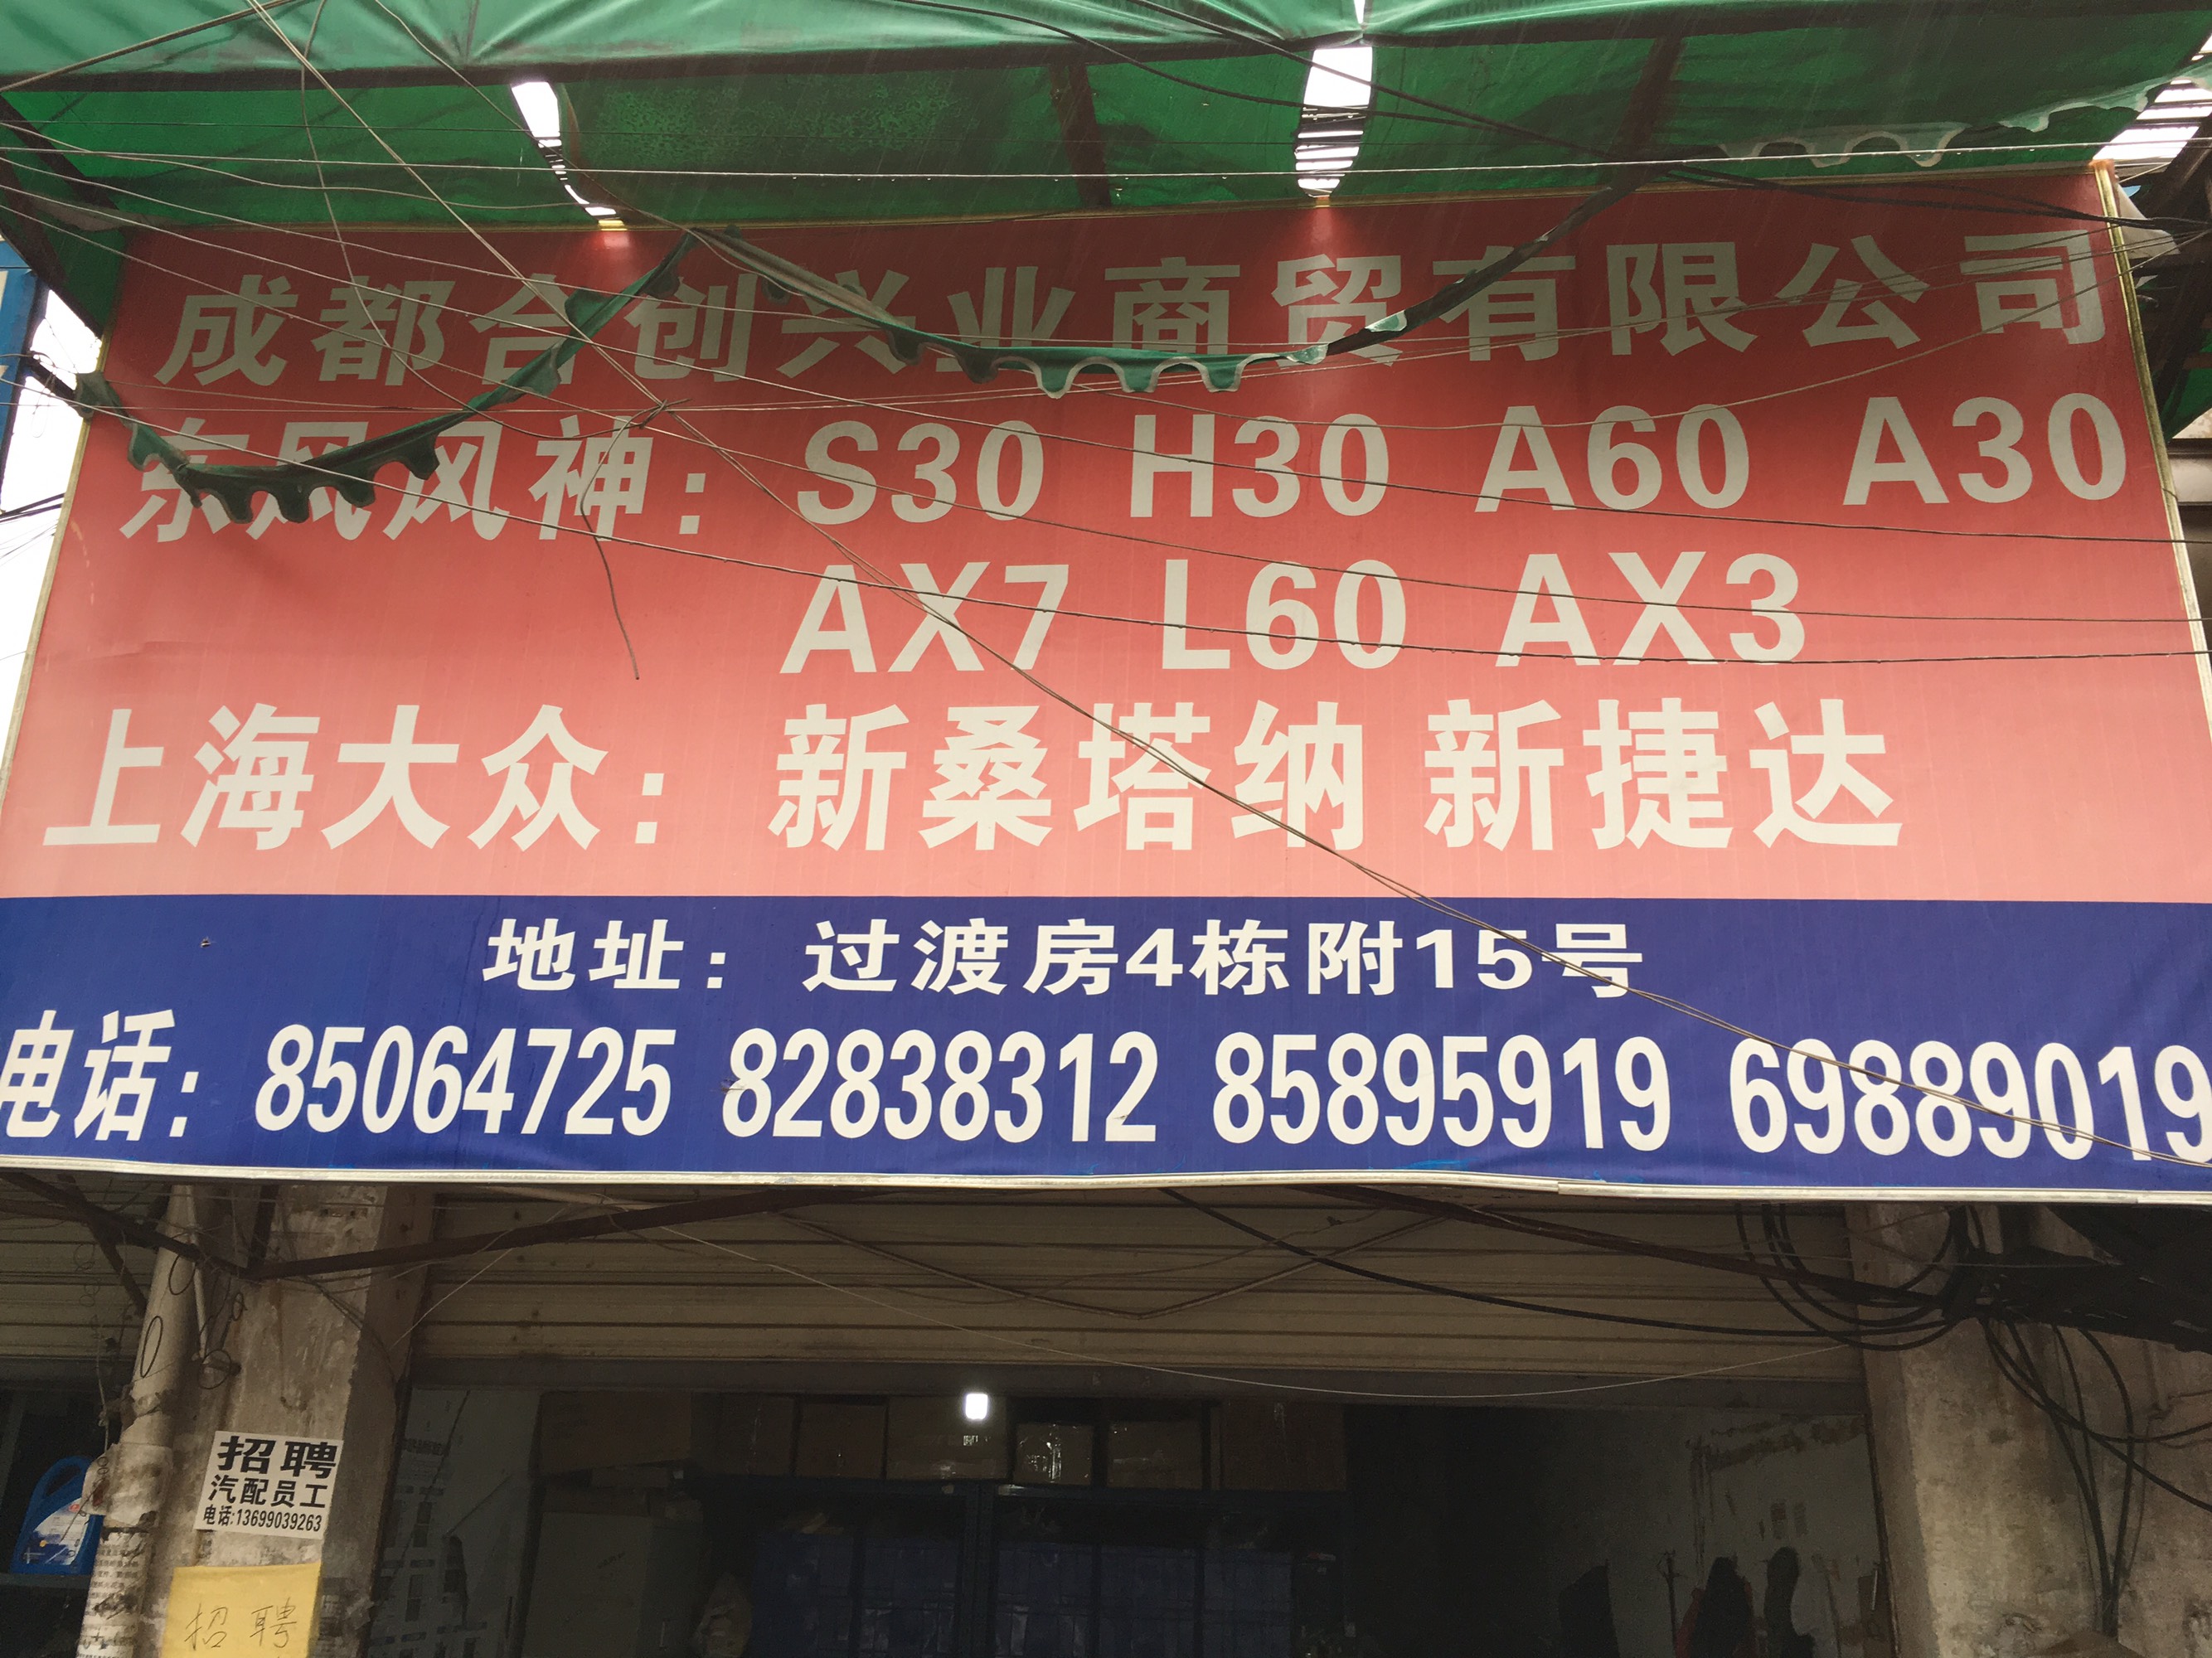 成都合创兴业商贸有限公司
东风风神：S30 H30 A60 A30
AX7 L60 AX3
上海大众：新桑塔纳 新捷达
地址：过渡房4栋附15号
电话：85064725 82838312 85895919 69889019
招聘
汽配员工
电话:13699039263
招聘